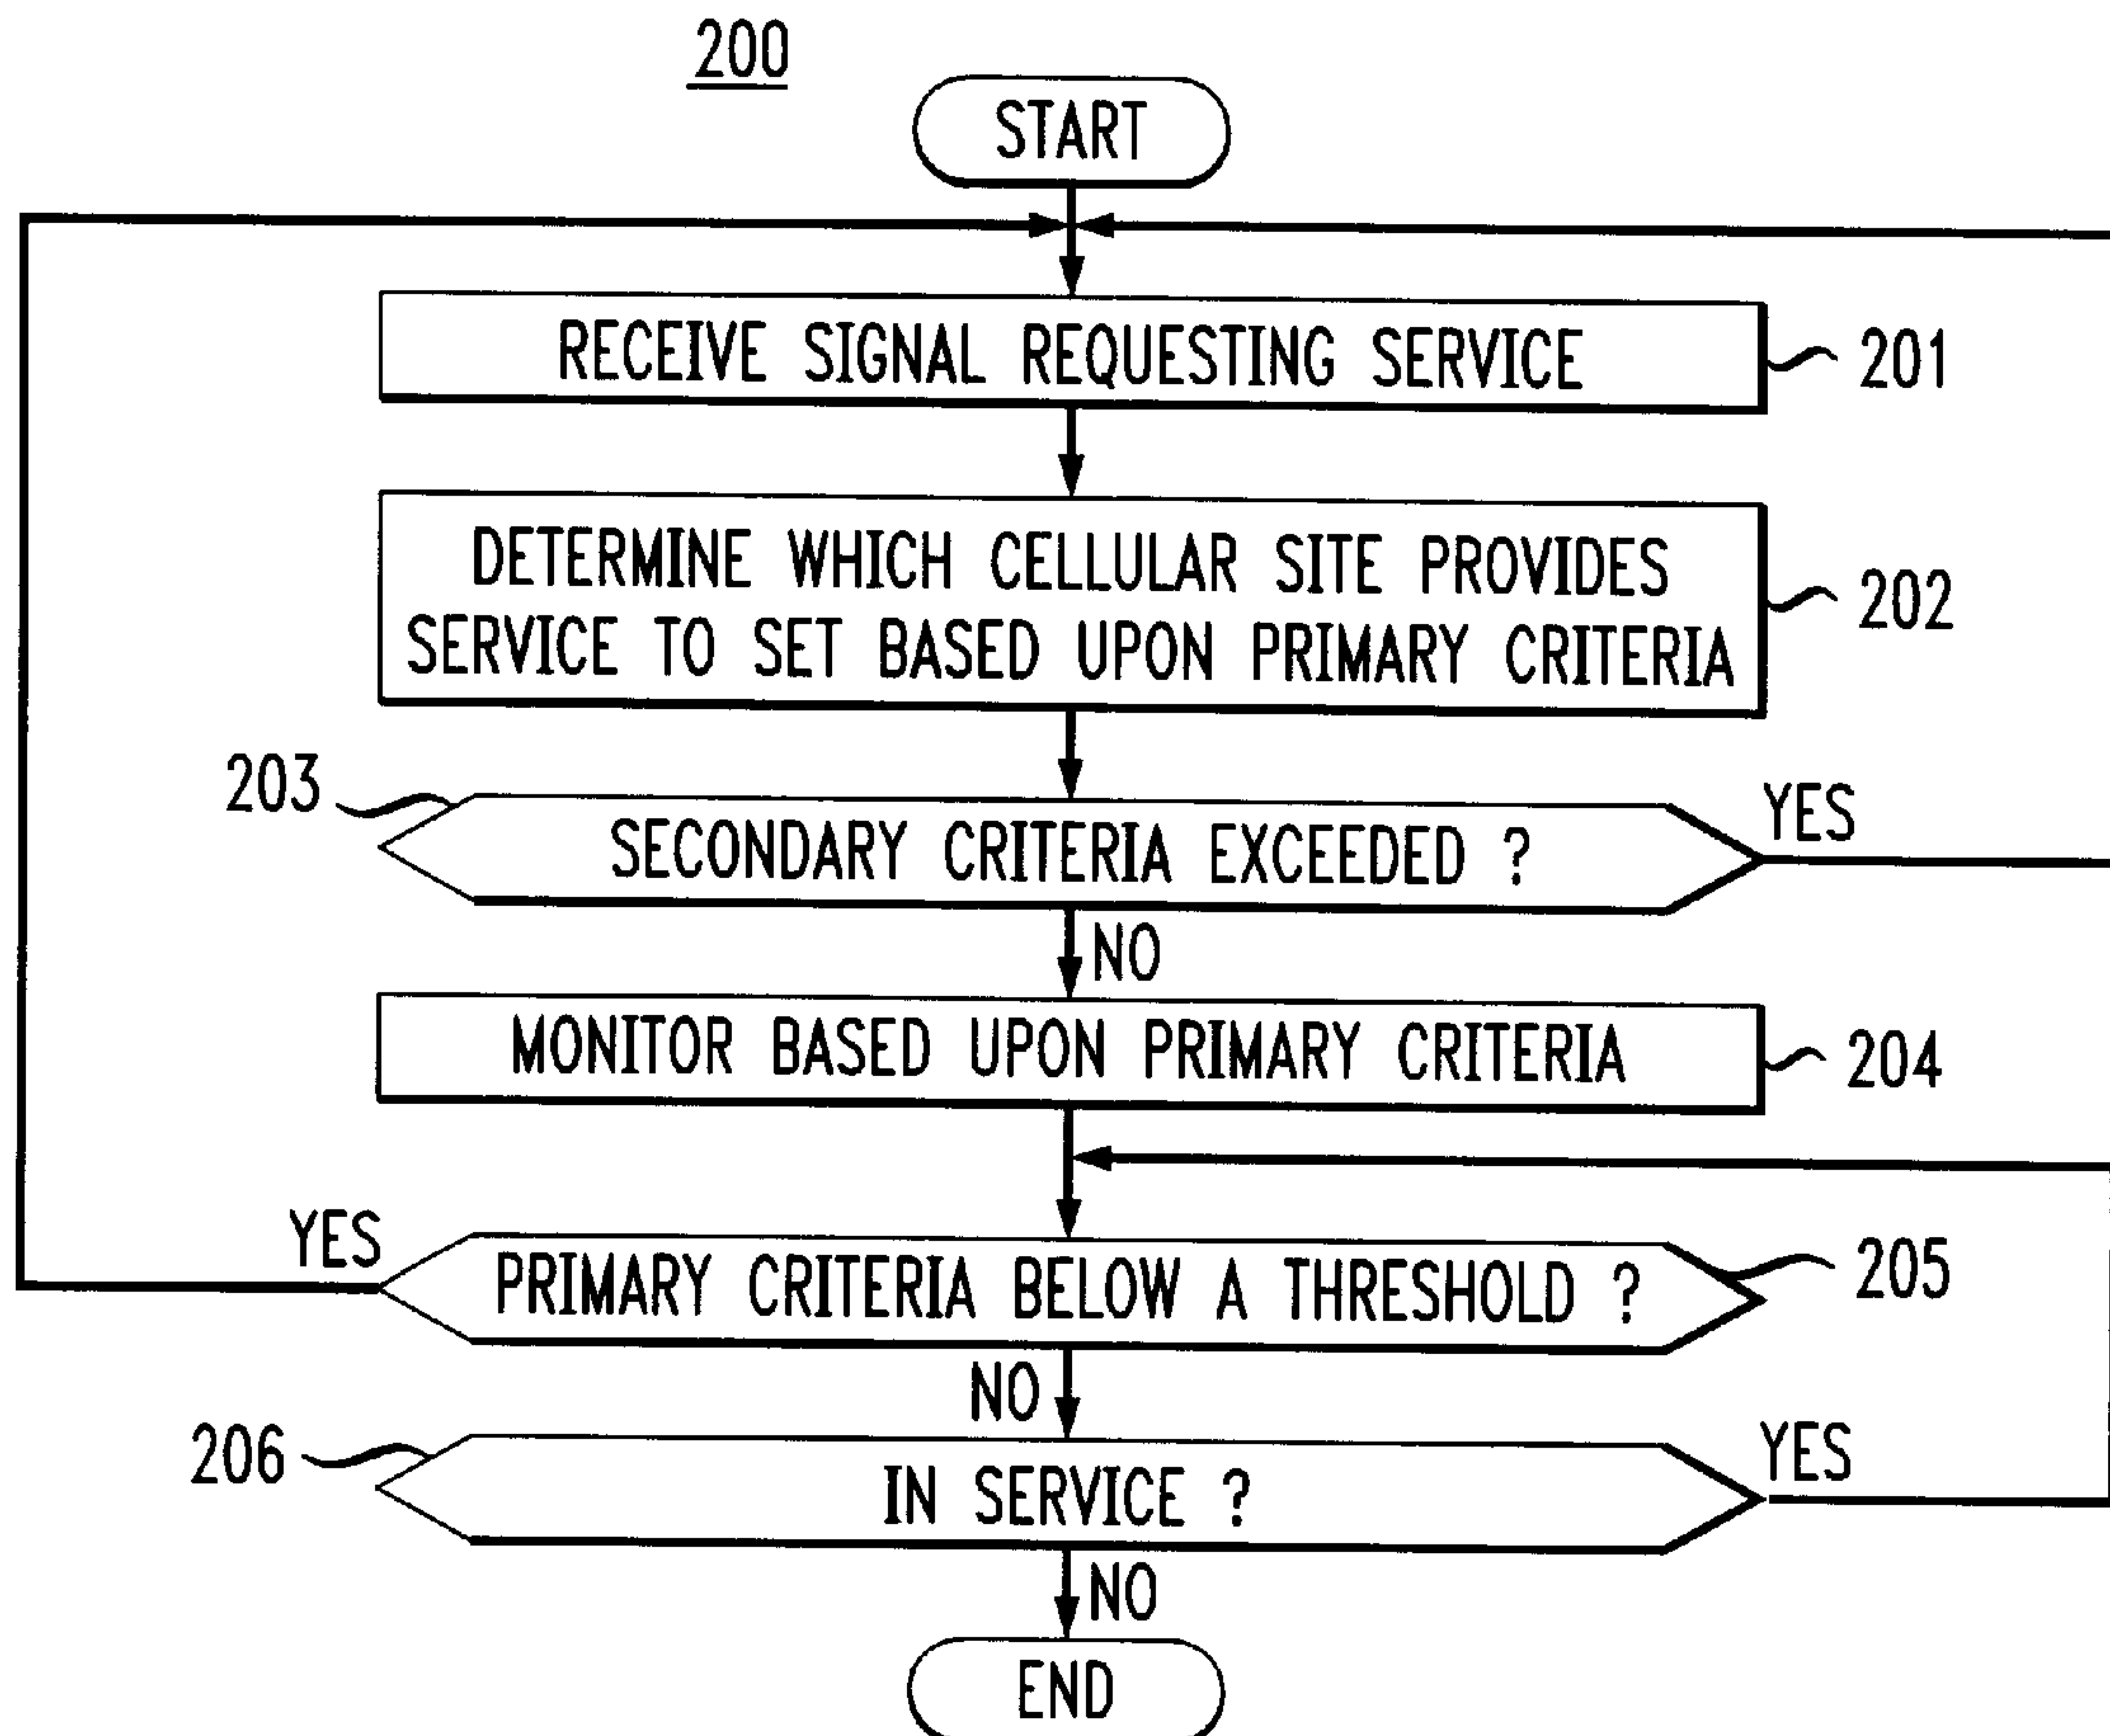 200
START
RECEIVE SIGNAL REQUESTING SERVICE
201
DETERMINE WHICH CELLULAR SITE PROVIDES
SERVICE TO SET BASED UPON PRIMARY CRITERIA
202
203
SECONDARY CRITERIA EXCEEDED ?
YES
NO
MONITOR BASED UPON PRIMARY CRITERIA
204
YES
PRIMARY CRITERIA BELOW A THRESHOLD ?
205
NO
206
IN SERVICE ?
YES
NO
END